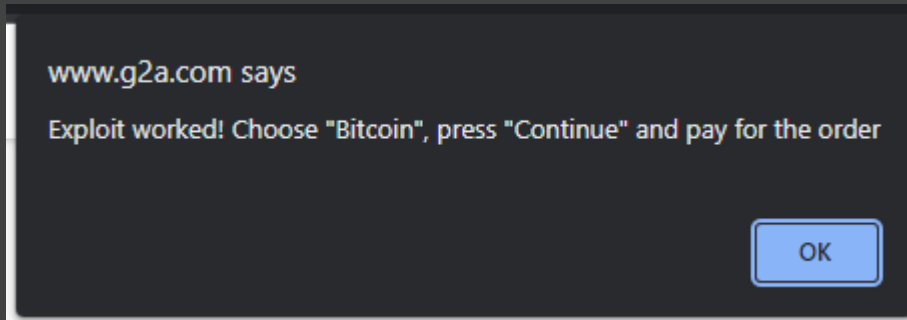 www.g2a.com says
Exploit worked! Choose "Bitcoin", press "Continue" and pay for the order
OK